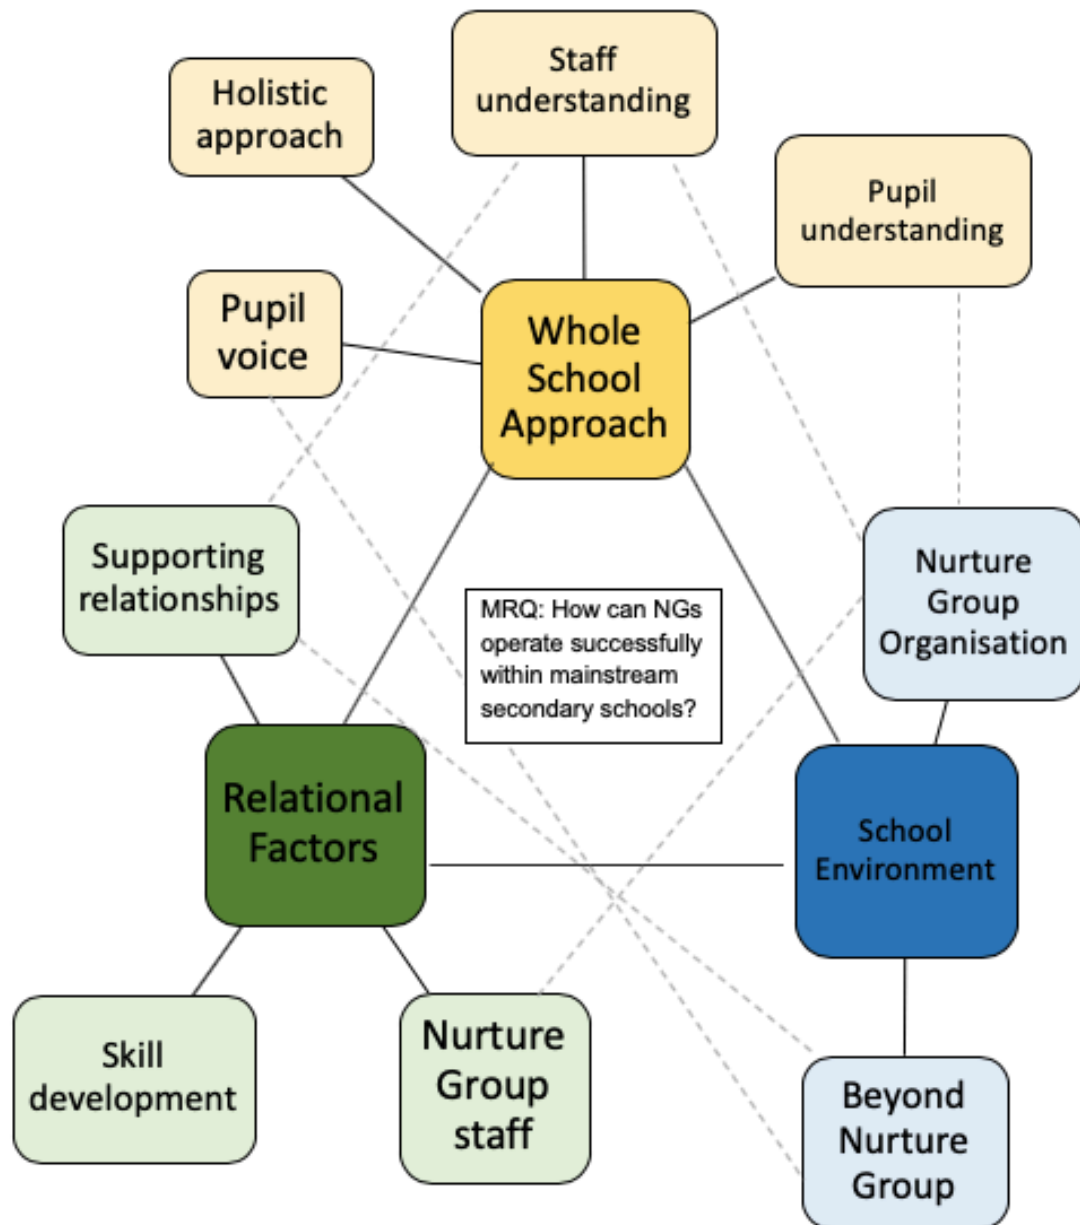 Staff
understanding
Holistic
approach
Pupil
understanding
Pupil
voice
Whole
School
Approach
Supporting
relationships
Nurture
Group
Organisation
MRQ: How can NGs
operate successfully
within mainstream
secondary schools?
Relational
Factors
School
Environment
Skill
development
Nurture
Group
staff
Beyond
Nurture
Group